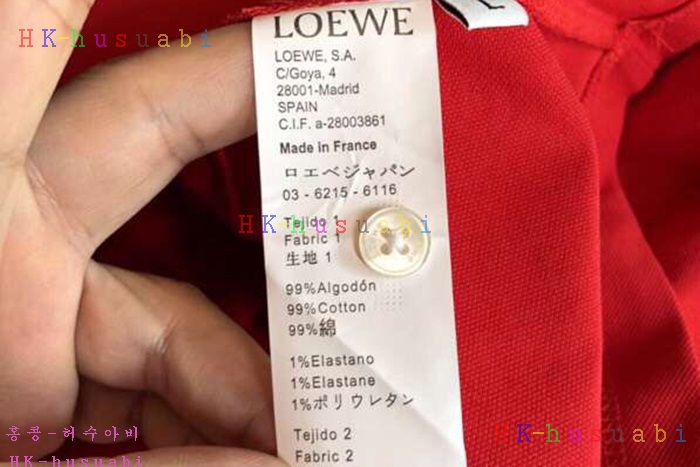 LOEWE
HK-husuabi
LOEWE, S.A.
C/Goya, 4
28001-Madrid
SPAIN
C.I.F. a-28003861
Made in France
ロエベジャパン
03 - 6215 - 6116
HK-husuabi
Tejido 1
Fabric 1
生地 1
99%Algodón
99%Cotton
99%綿
1%Elastano
1%Elastane
1%ポリウレタン
홍콩-허수아비
HK-husuabi
Tejido 2
HK-husuabi
Fabric 2